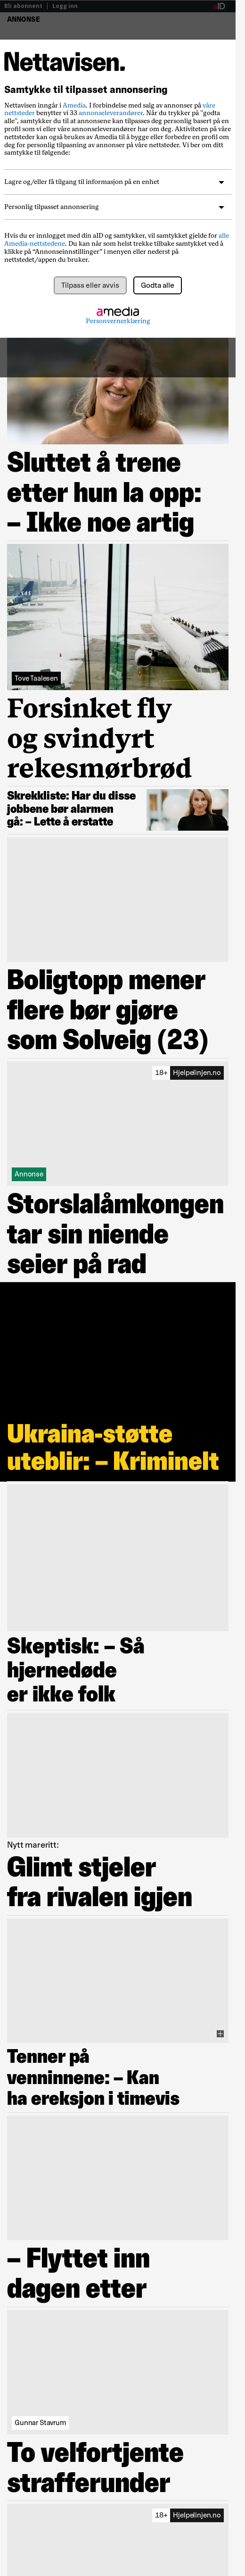 Bli abonnent | Logg inn
aID
ANNONSE
Nettavisen.
Samtykke til tilpasset annonsering
Nettavisen inngår i Amedia. I forbindelse med salg av annonser på våre
nettsteder benytter vi 33 annonseleverandører. Når du trykker på "godta
alle", samtykker du til at annonsene kan tilpasses den personlig basert på en
profil som vi eller våre annonseleverandører har om deg. Aktiviteten på våre
nettsteder kan også brukes av Amedia til å bygge eller forbedre en profil om
deg for personlig tilpasning av annonser på våre nettsteder. Vi ber om ditt
samtykke til følgende:
Lagre og/eller få tilgang til informasjon på en enhet
Personlig tilpasset annonsering
Hvis du er innlogget med din aID og samtykker, vil samtykket gjelde for alle
Amedia-nettstedene. Du kan når som helst trekke tilbake samtykket ved å
klikke på “Annonseinnstillinger” i menyen eller nederst på
nettstedet/appen du bruker.
Tilpass eller avvis
Godta alle
amedia
Personvernerklæring
Sluttet å trene
etter hun la opp:
– Ikke noe artig
Tove Taalesen
Forsinket fly
og svindyrt
rekesmørbrød
Skrekkliste: Har du disse
jobbene bør alarmen
gå: – Lette å erstatte
Boligtopp mener
flere bør gjøre
som Solveig (23)
18+ Hjelpelinjen.no
Annonse
Storslalåmkongen
tar sin niende
seier på rad
Ukraina-støtte
uteblir: – Kriminelt
Skeptisk: – Så
hjernedøde
er ikke folk
Nytt mareritt:
Glimt stjeler
fra rivalen igjen
Tenner på
venninnene: – Kan
ha ereksjon i timevis
– Flyttet inn
dagen etter
Gunnar Stavrum
To velfortjente
strafferunder
18+ Hjelpelinjen.no